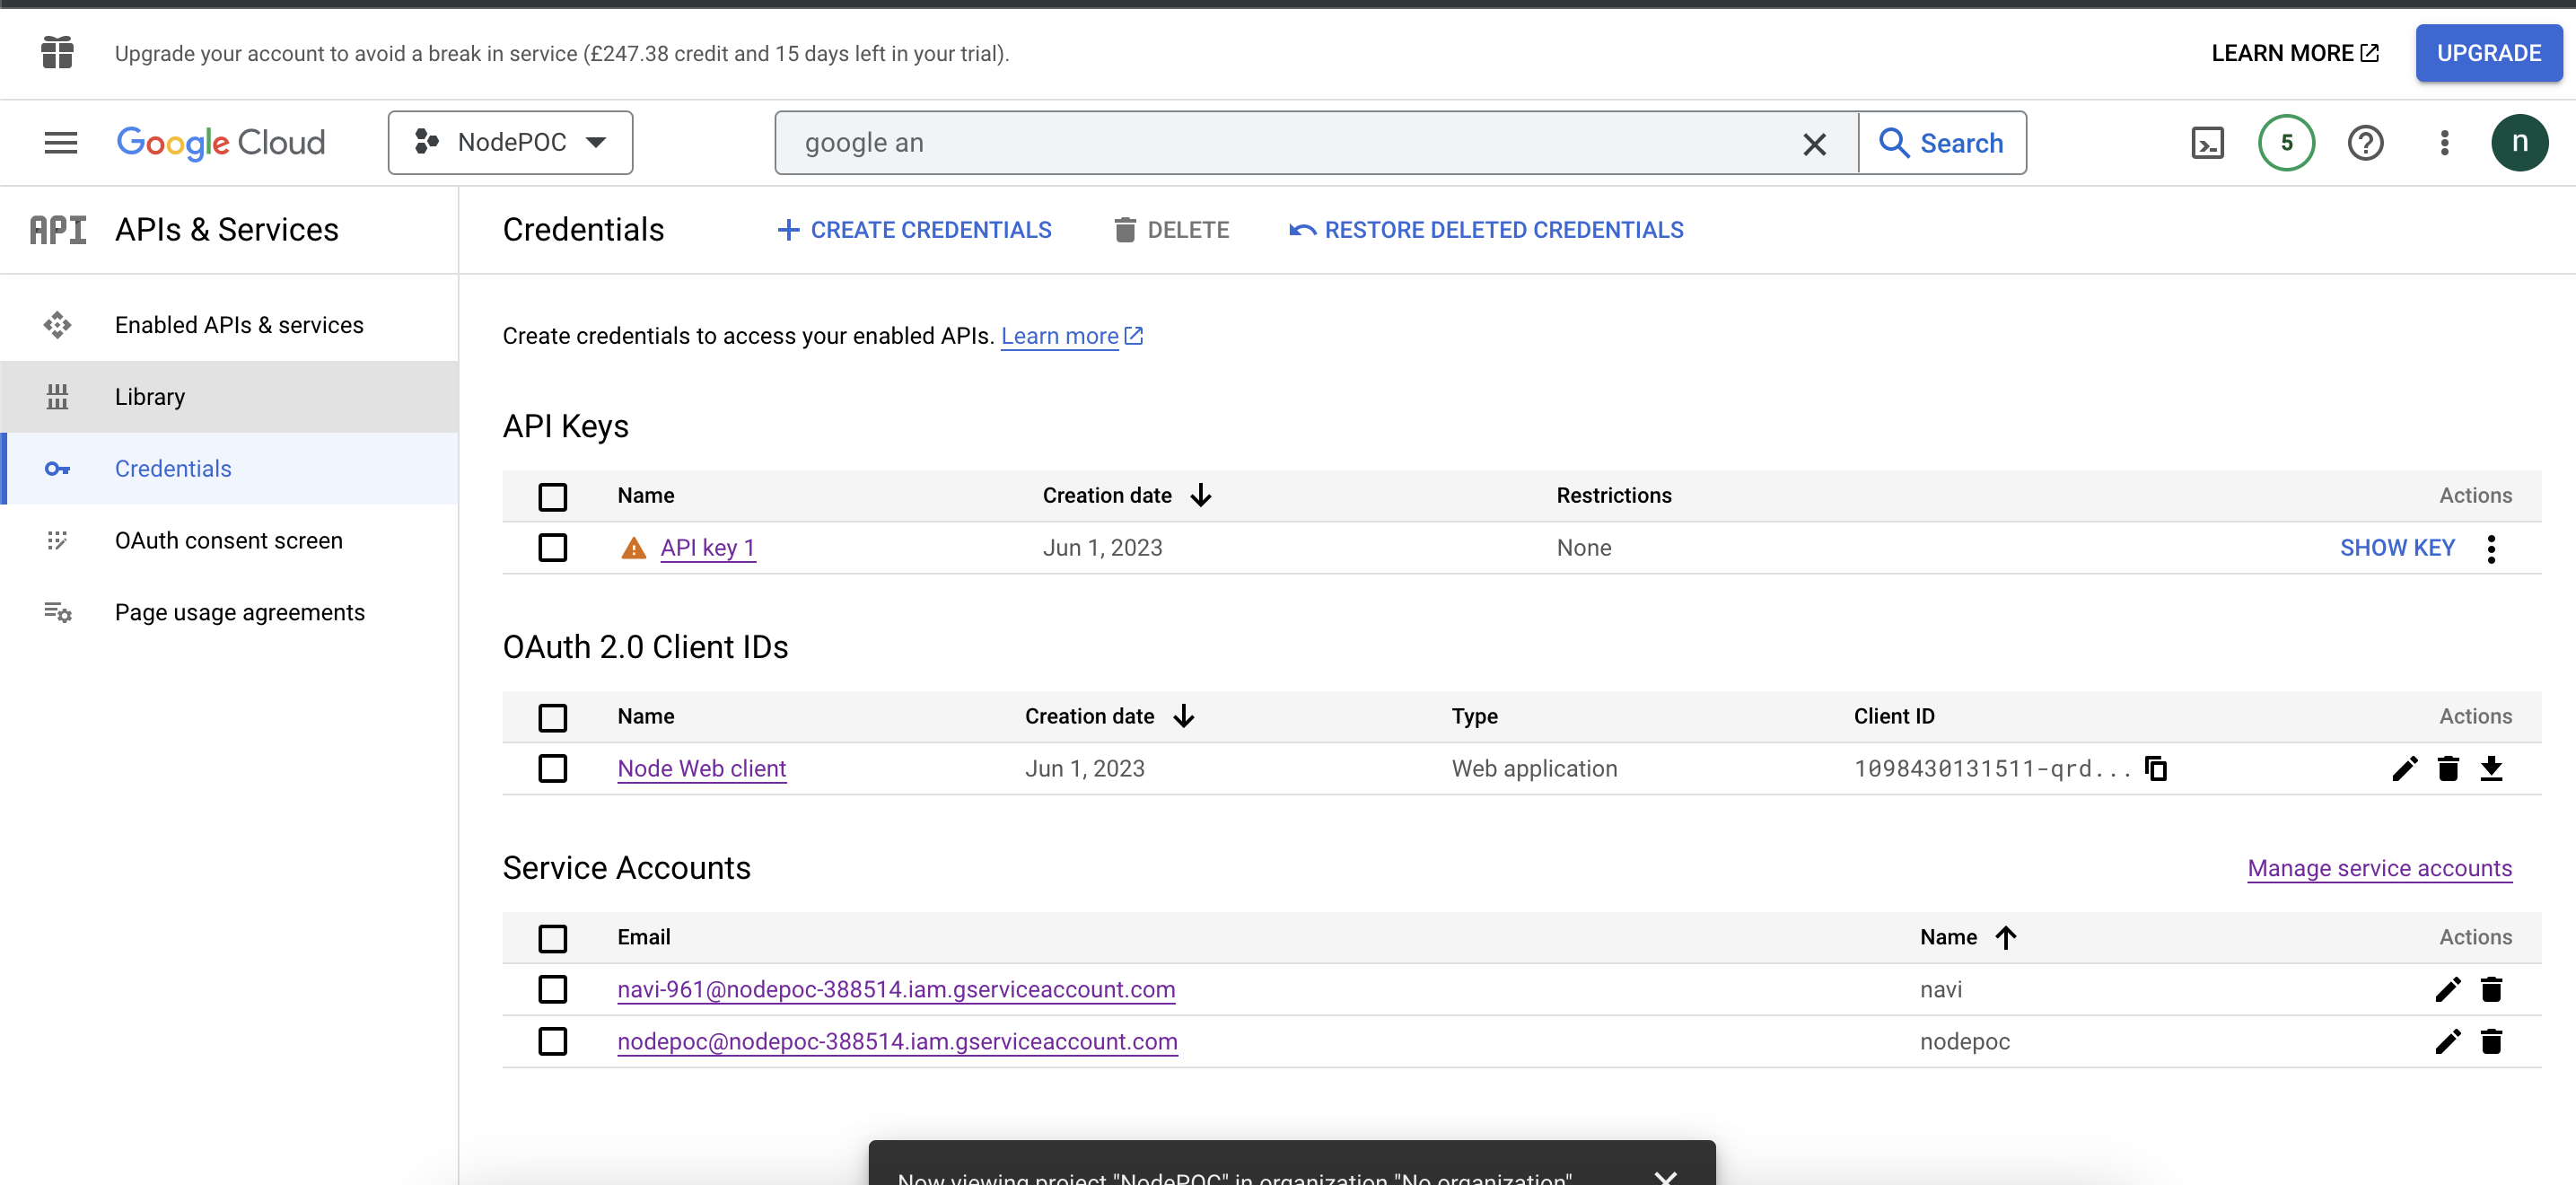 Upgrade your account to avoid a break in service (£247.38 credit and 15 days left in your trial).
LEARN MORE
UPGRADE
Google Cloud
NodePOC
google an
Search
5
n
API
APIs & Services
Credentials
CREATE CREDENTIALS
DELETE
RESTORE DELETED CREDENTIALS
Enabled APIs & services
Library
Credentials
OAuth consent screen
Page usage agreements
Create credentials to access your enabled APIs. Learn more
API Keys
Name Creation date Restrictions Actions
API key 1 Jun 1, 2023 None SHOW KEY
OAuth 2.0 Client IDs
Name Creation date Type Client ID Actions
Node Web client Jun 1, 2023 Web application 1098430131511-qrd...
Service Accounts
Manage service accounts
Email Name Actions
navi-961@nodepoc-388514.iam.gserviceaccount.com navi
nodepoc@nodepoc-388514.iam.gserviceaccount.com nodepoc
Now viewing project "NodePOC" in organization "No organization"